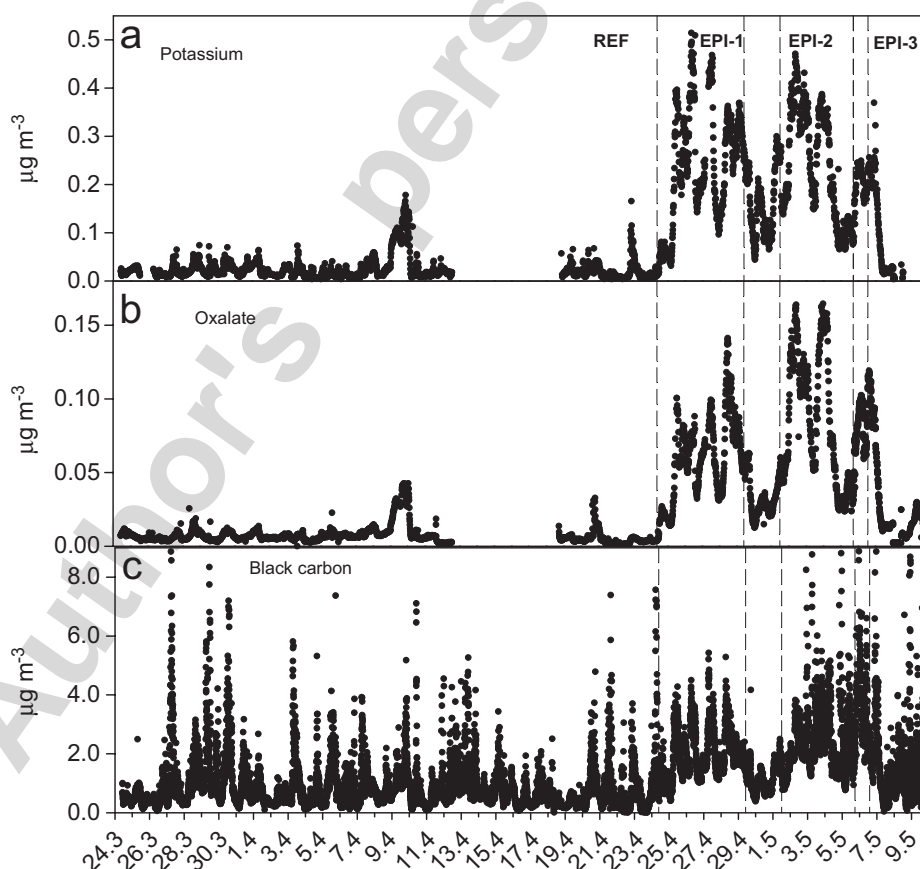 a
Potassium
REF
EPI-1
EPI-2
EPI-3
0.5
0.4
0.3
0.2
0.1
0.0
µg m⁻³
b
Oxalate
0.15
0.10
0.05
0.00
µg m⁻³
c
Black carbon
8.0
6.0
4.0
2.0
0.0
µg m⁻³
24.3 26.3 28.3 30.3 1.4 3.4 5.4 7.4 9.4 11.4 13.4 15.4 17.4 19.4 21.4 23.4 25.4 27.4 29.4 1.5 3.5 5.5 7.5 9.5
Author's pers